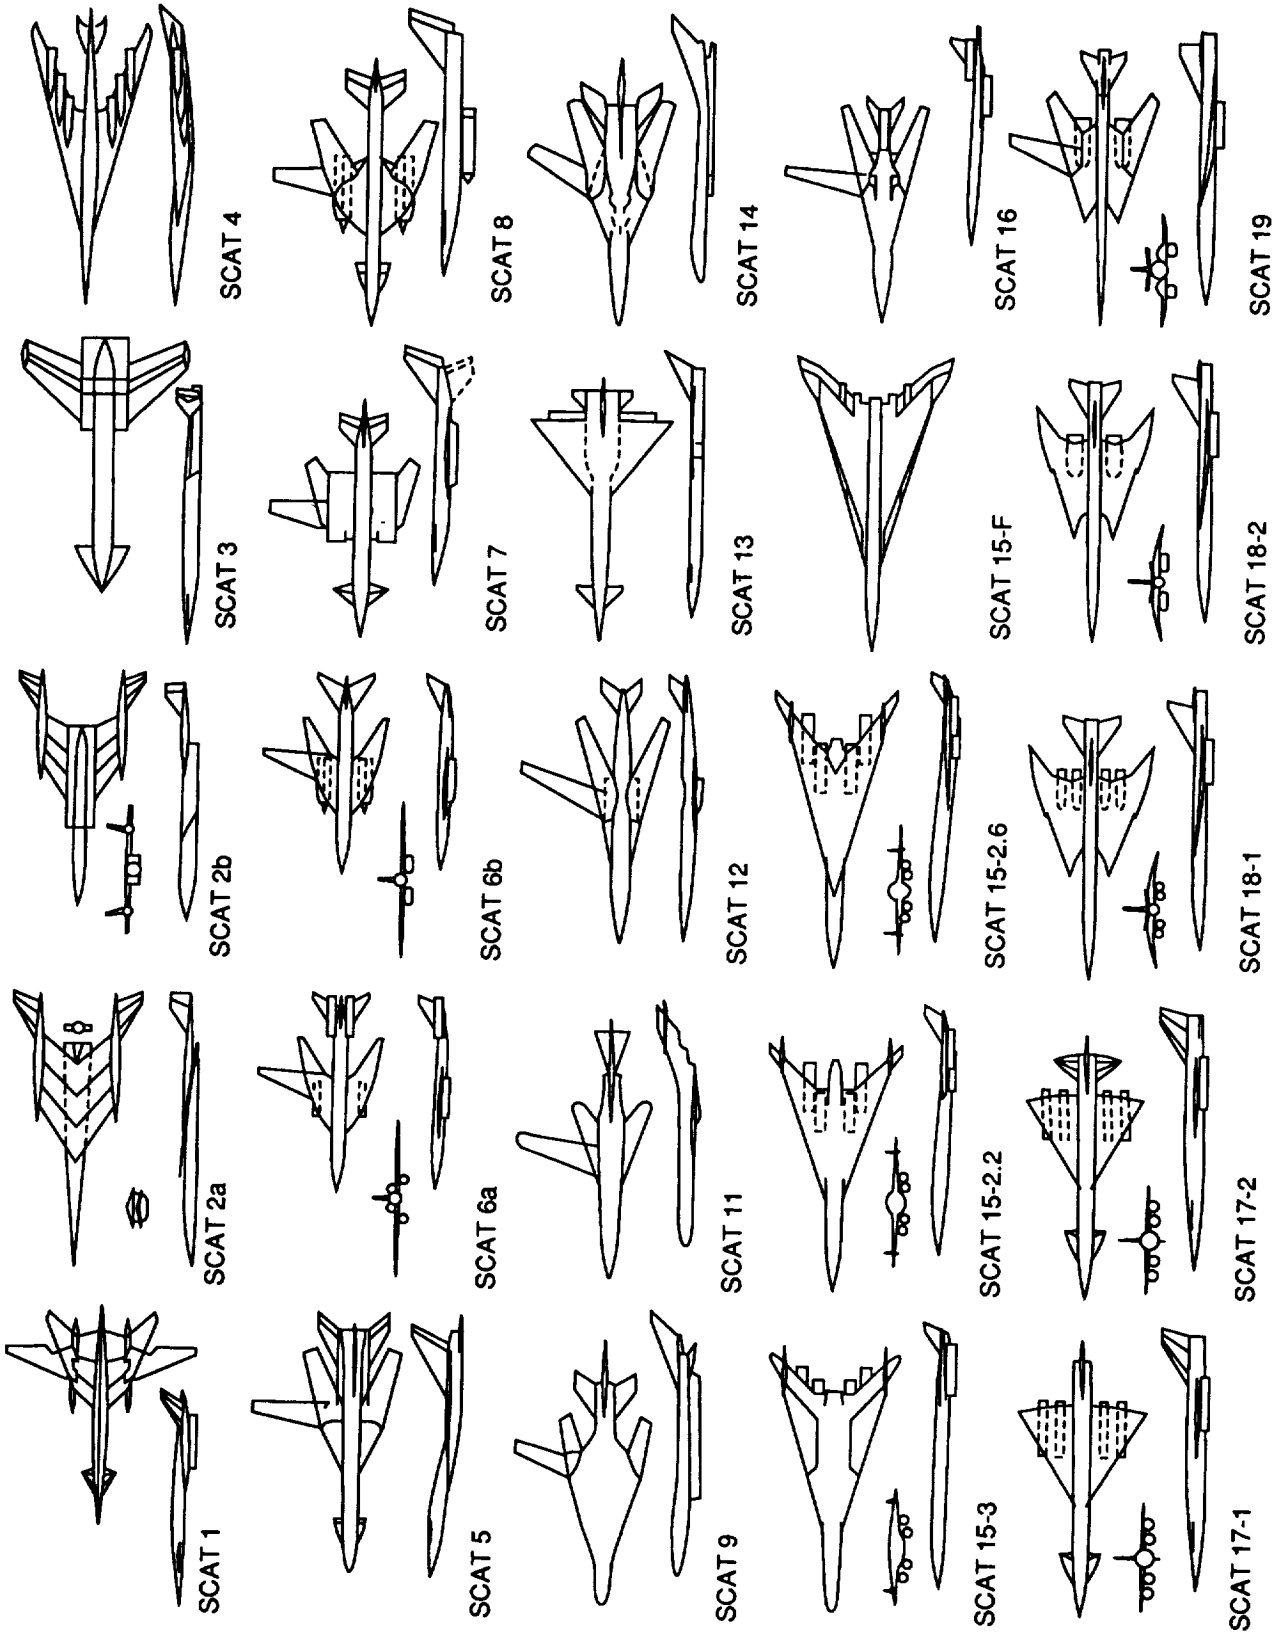 SCAT 1
SCAT 2a
SCAT 2b
SCAT 3
SCAT 4
SCAT 5
SCAT 6a
SCAT 6b
SCAT 7
SCAT 8
SCAT 9
SCAT 11
SCAT 12
SCAT 13
SCAT 14
SCAT 15-3
SCAT 15-2.2
SCAT 15-2.6
SCAT 15-F
SCAT 16
SCAT 17-1
SCAT 17-2
SCAT 18-1
SCAT 18-2
SCAT 19